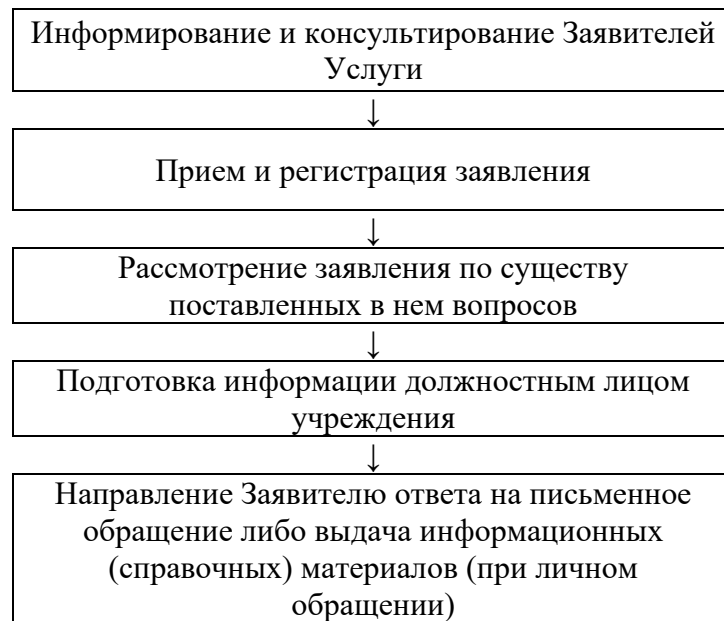 Информирование и консультирование Заявителей
Услуги
↓
Прием и регистрация заявления
↓
Рассмотрение заявления по существу
поставленных в нем вопросов
↓
Подготовка информации должностным лицом
учреждения
↓
Направление Заявителю ответа на письменное
обращение либо выдача информационных
(справочных) материалов (при личном
обращении)